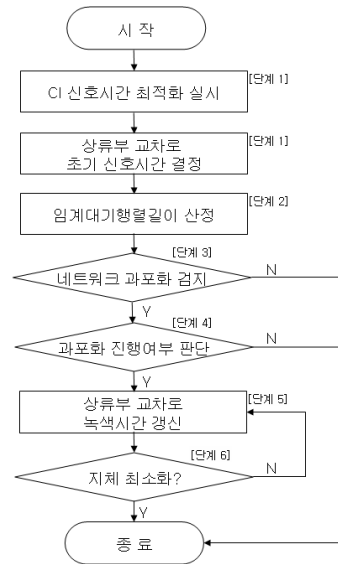 시 작
[단계 1]
CI 신호시간 최적화 실시
[단계 1]
상류부 교차로
초기 신호시간 결정
[단계 2]
임계대기행렬길이 산정
[단계 3]
네트워크 과포화 검지
N
Y
[단계 4]
과포화 진행여부 판단
N
Y
[단계 5]
상류부 교차로
녹색시간 갱신
[단계 6]
지체 최소화?
N
Y
종 료